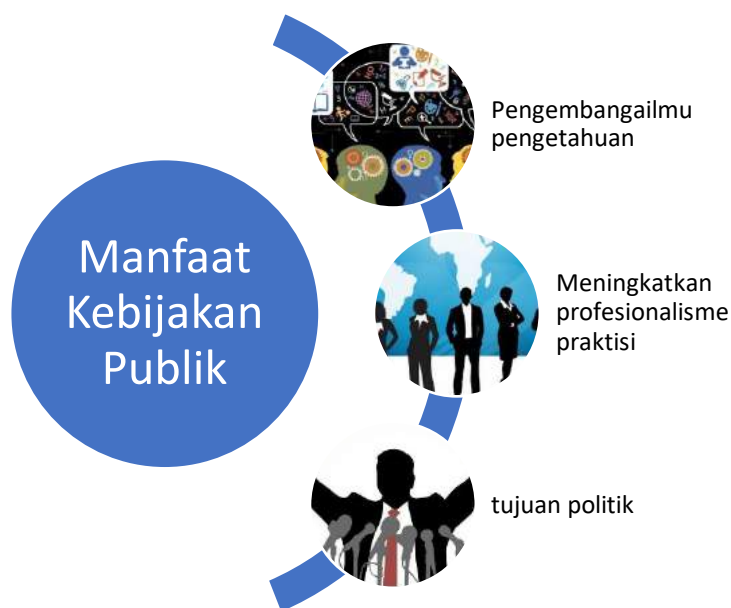 Manfaat
Kebijakan
Publik
Pengembangailmu
pengetahuan
Meningkatkan
profesionalisme
praktisi
tujuan politik